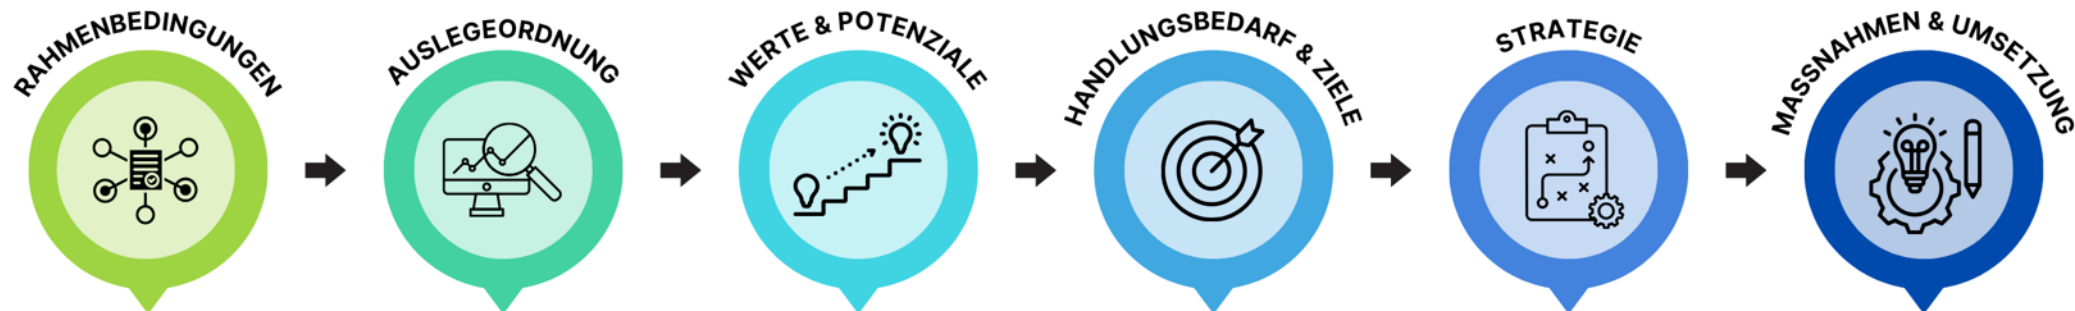 RAHMENBEDINGUNGEN
AUSLEGEORDNUNG
WERTE & POTENZIALE
HANDLUNGSBEDARF & ZIELE
STRATEGIE
MASSNAHMEN & UMSETZUNG